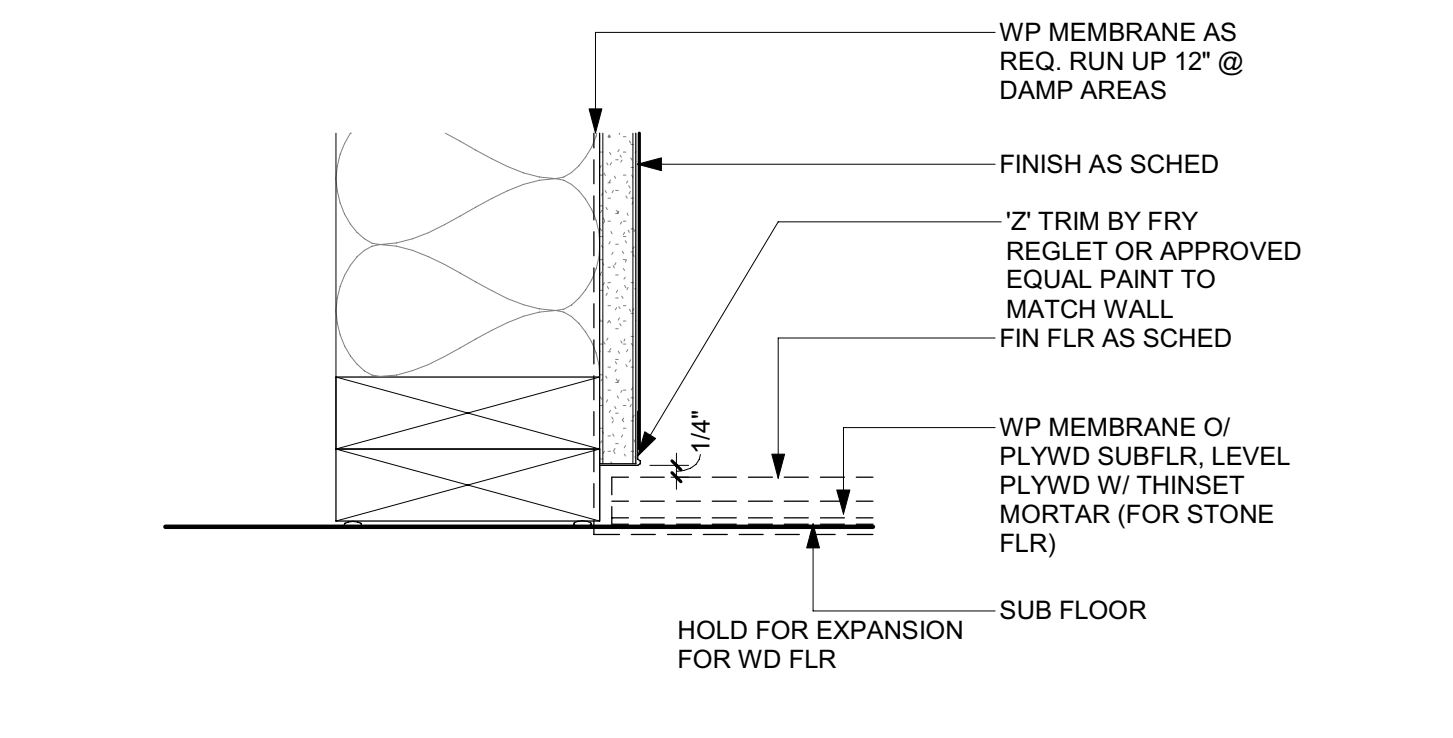 WP MEMBRANE AS
REQ. RUN UP 12" @
DAMP AREAS
FINISH AS SCHED
'Z' TRIM BY FRY
REGLET OR APPROVED
EQUAL PAINT TO
MATCH WALL
FIN FLR AS SCHED
1/4"
WP MEMBRANE O/
PLYWD SUBFLR, LEVEL
PLYWD W/ THINSET
MORTAR (FOR STONE
FLR)
SUB FLOOR
HOLD FOR EXPANSION
FOR WD FLR